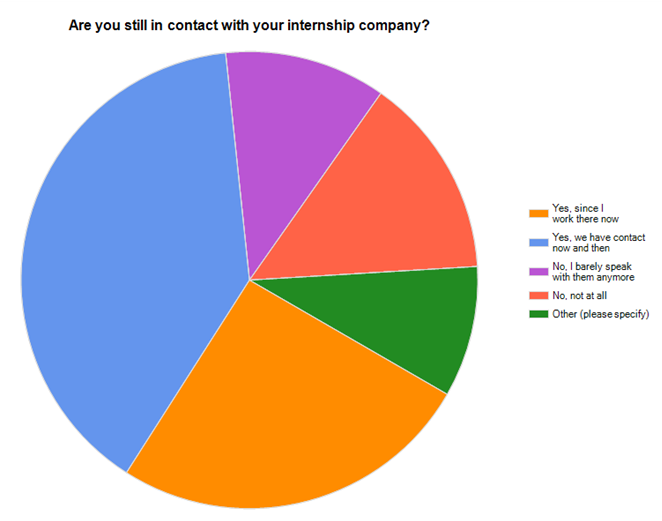 Are you still in contact with your internship company?
Yes, since I
work there now
Yes, we have contact
now and then
No, I barely speak
with them anymore
No, not at all
Other (please specify)